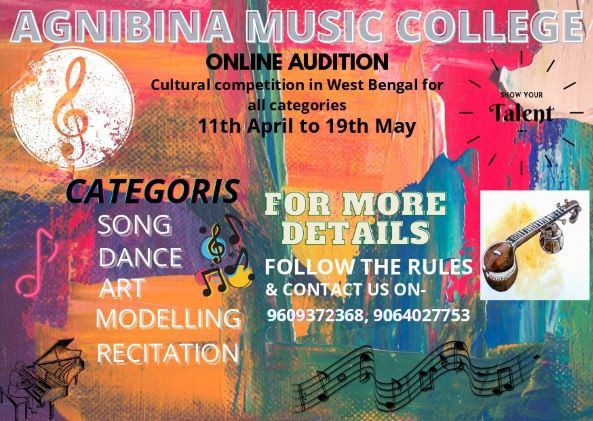 AGNIBINA MUSIC COLLEGE
ONLINE AUDITION
Cultural competition in West Bengal for
all categories
11th April to 19th May
SHOW YOUR
Talent
CATEGORIS
SONG
DANCE
ART
MODELLING
RECITATION
FOR MORE
DETAILS
FOLLOW THE RULES
& CONTACT US ON-
9609372368, 9064027753